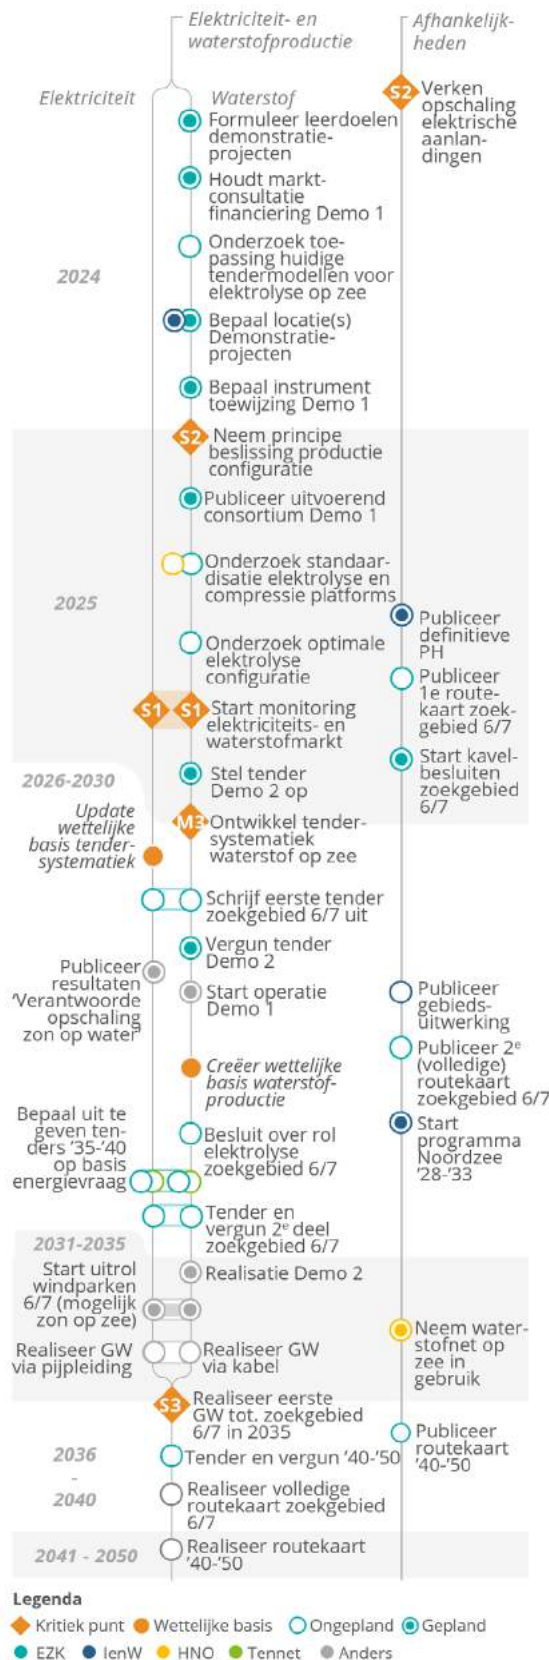 Elektriciteit- en
waterstofproductie
Afhankelijk-
heden
Elektriciteit
Waterstof
S2 Verken
opschaling
elektrische
aanlan-
dingen
Formuleer leerdoelen
demonstratie-
projecten
Houdt markt-
consultatie
financiering Demo 1
2024
Onderzoek toe-
passing huidige
tendermodellen voor
elektrolyse op zee
Bepaal locatie(s)
Demonstratie-
projecten
Bepaal instrument
toewijzing Demo 1
S2 Neem principe
beslissing productie
configuratie
Publiceer uitvoerend
consortium Demo 1
2025
Onderzoek standaar-
disatie elektrolyse en
compressie platforms
Publiceer
definitieve
PH
Onderzoek optimale
elektrolyse
configuratie
Publiceer
1e route-
kaart zoek-
gebied 6/7
S1 S1 Start monitoring
elektriciteits- en
waterstofmarkt
Start kavel-
besluiten
zoekgebied
6/7
2026-2030
Stel tender
Demo 2 op
Update
wettelijke
basis tender-
systematiek
M3 Ontwikkel tender-
systematiek
waterstof op zee
Schrijf eerste tender
zoekgebied 6/7 uit
Vergun tender
Demo 2
Publiceer
resultaten
'Verantwoorde
opschaling
zon op water'
Start operatie
Demo 1
Publiceer
gebieds-
uitwerking
Creëer wettelijke
basis waterstof-
productie
Publiceer 2e
(volledige)
routekaart
zoekgebied 6/7
Bepaal uit te
geven ten-
ders '35-'40
op basis
energievraag
Besluit over rol
elektrolyse
zoekgebied 6/7
Start
programma
Noordzee
'28-'33
Tender en
vergun 2e deel
zoekgebied 6/7
2031-2035
Start uitrol
windparken
6/7 (mogelijk
zon op zee)
Realisatie Demo 2
Realiseer GW
via pijpleiding
Realiseer GW
via kabel
Neem water-
stofnet op
zee in
gebruik
S3 Realiseer eerste
GW tot. zoekgebied
6/7 in 2035
Publiceer
routekaart
'40-'50
2036
-
2040
Tender en vergun '40-'50
Realiseer volledige
routekaart zoekgebied
6/7
2041 - 2050
Realiseer routekaart
'40-'50
Legenda
Kritiek punt Wettelijke basis Ongepland Gepland
EZK IenW HNO Tennet Anders